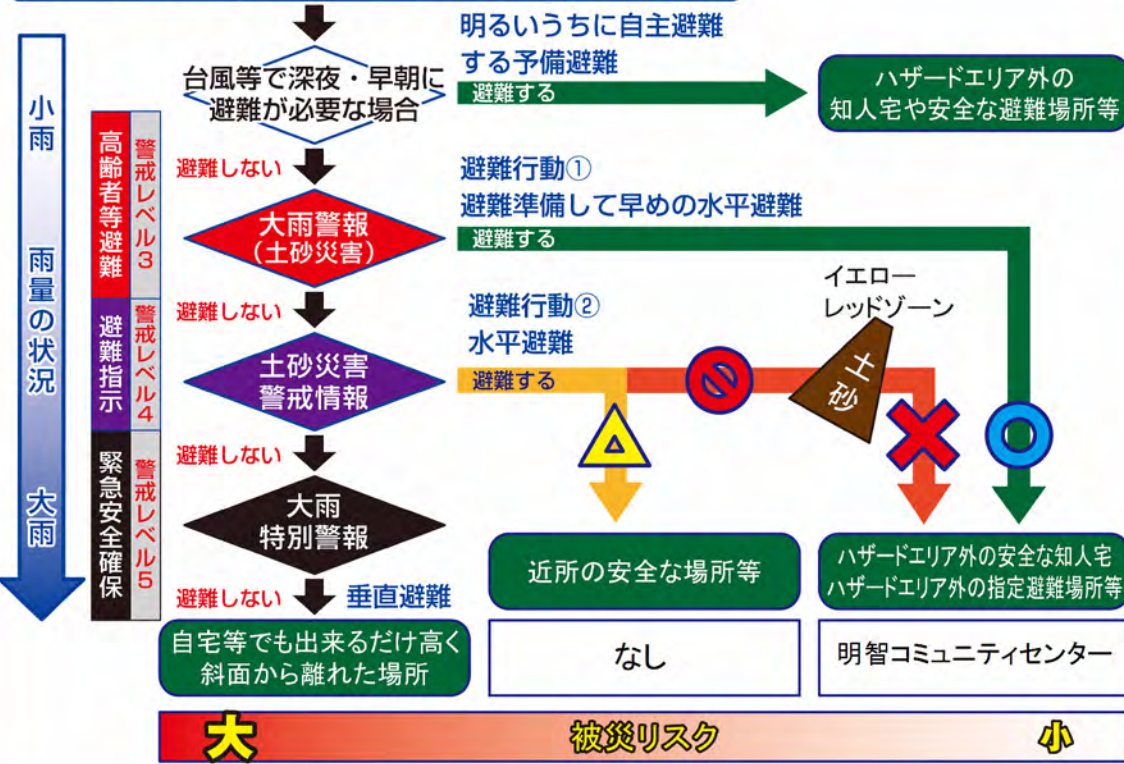 小雨
雨量の状況
大雨
高齢者等避難
警戒レベル3
避難指示
警戒レベル4
緊急安全確保
警戒レベル5
台風等で深夜・早朝に
避難が必要な場合
明るいうちに自主避難
する予備避難
避難する
ハザードエリア外の
知人宅や安全な避難場所等
避難しない
大雨警報
(土砂災害)
避難行動①
避難準備して早めの水平避難
避難する
避難しない
土砂災害
警戒情報
避難行動②
水平避難
避難する
イエロー
レッドゾーン
土砂
避難しない
大雨
特別警報
避難しない
垂直避難
自宅等でも出来るだけ高く
斜面から離れた場所
近所の安全な場所等
なし
ハザードエリア外の安全な知人宅
ハザードエリア外の指定避難場所等
明智コミュニティセンター
大
被災リスク
小